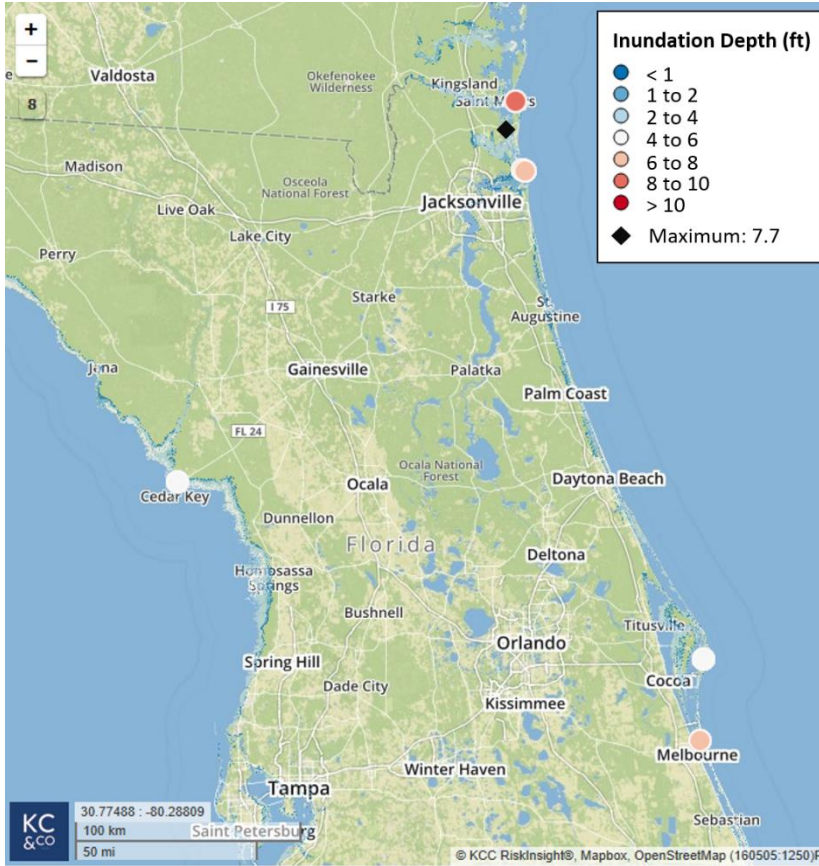 +
−
8
e
Inundation Depth (ft)
< 1
1 to 2
2 to 4
4 to 6
6 to 8
8 to 10
> 10
Maximum: 7.7
Valdosta
Okefenokee
Wilderness
Kingsland
Saint Marys
Madison
Osceola
National Forest
Live Oak
Jacksonville
Lake City
Perry
I 75
Starke
St.
Augustine
Jena
Gainesville
Palatka
Palm Coast
FL 24
Ocala National
Forest
Cedar Key
Ocala
Daytona Beach
Dunnellon
Florida
Deltona
Homosassa
Springs
Bushnell
Titusville
Orlando
Spring Hill
Cocoa
Dade City
Kissimmee
Melbourne
Winter Haven
Tampa
Sebastian
KC
&CO
30.77488 : -80.28809
100 km
50 mi
Saint Petersburg
© KCC RiskInsight®, Mapbox, OpenStreetMap (160505:1250)P